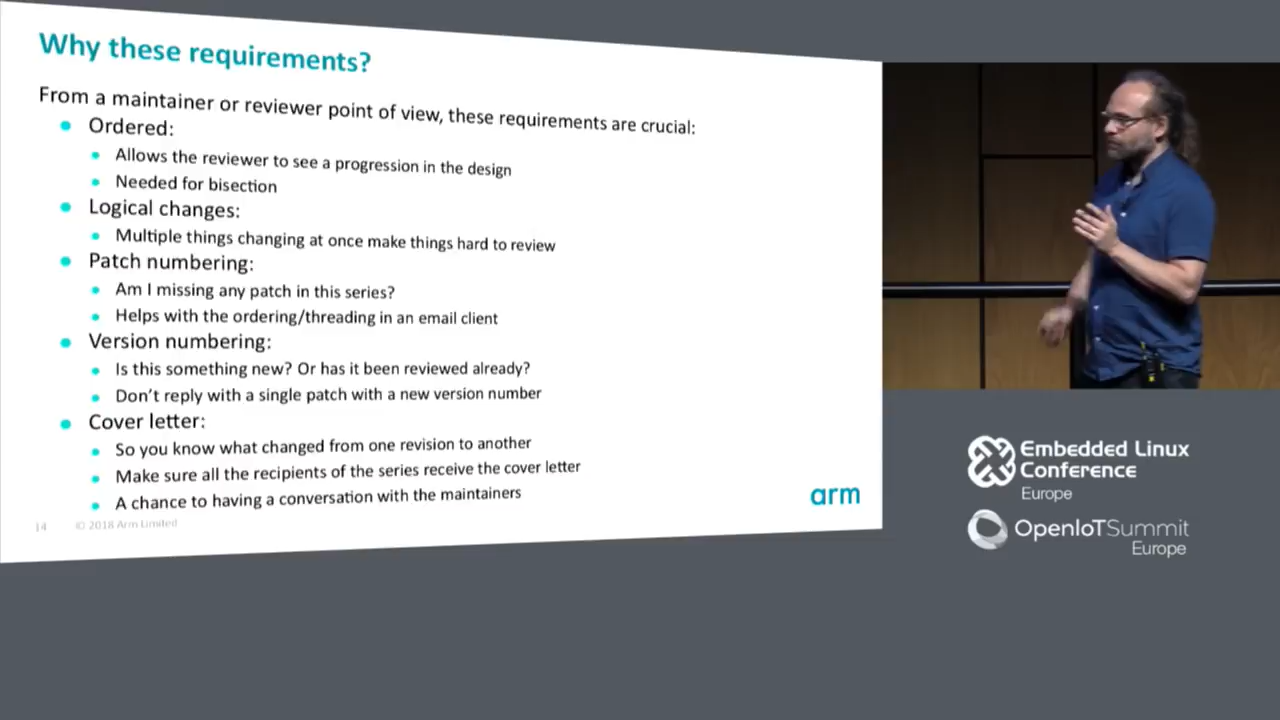 Why these requirements?
From a maintainer or reviewer point of view, these requirements are crucial:
Ordered:
Allows the reviewer to see a progression in the design
Needed for bisection
Logical changes:
Multiple things changing at once make things hard to review
Patch numbering:
Am I missing any patch in this series?
Helps with the ordering/threading in an email client
Version numbering:
Is this something new? Or has it been reviewed already?
Don't reply with a single patch with a new version number
Cover letter:
So you know what changed from one revision to another
Make sure all the recipients of the series receive the cover letter
A chance to having a conversation with the maintainers
14 © 2018 Arm Limited
arm
Embedded Linux
Conference
Europe
OpenIoTSummit
Europe